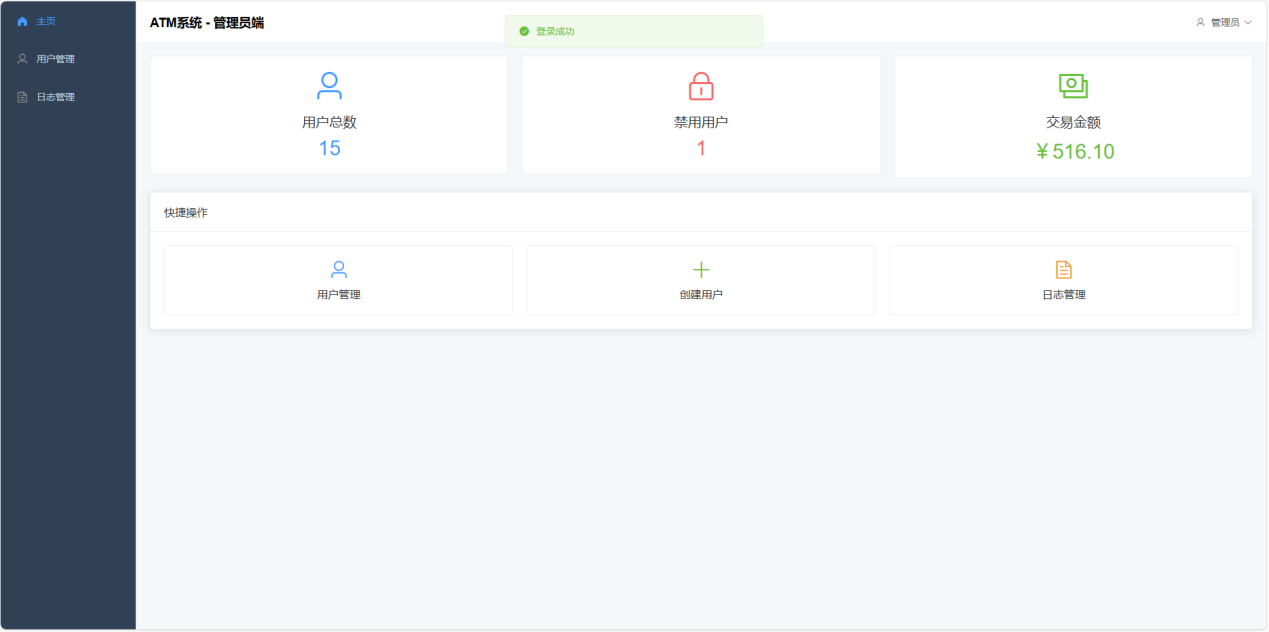 主页
用户管理
日志管理
ATM系统 - 管理员端
登录成功
管理员
用户总数
15
禁用用户
1
交易金额
¥516.10
快捷操作
用户管理
创建用户
日志管理